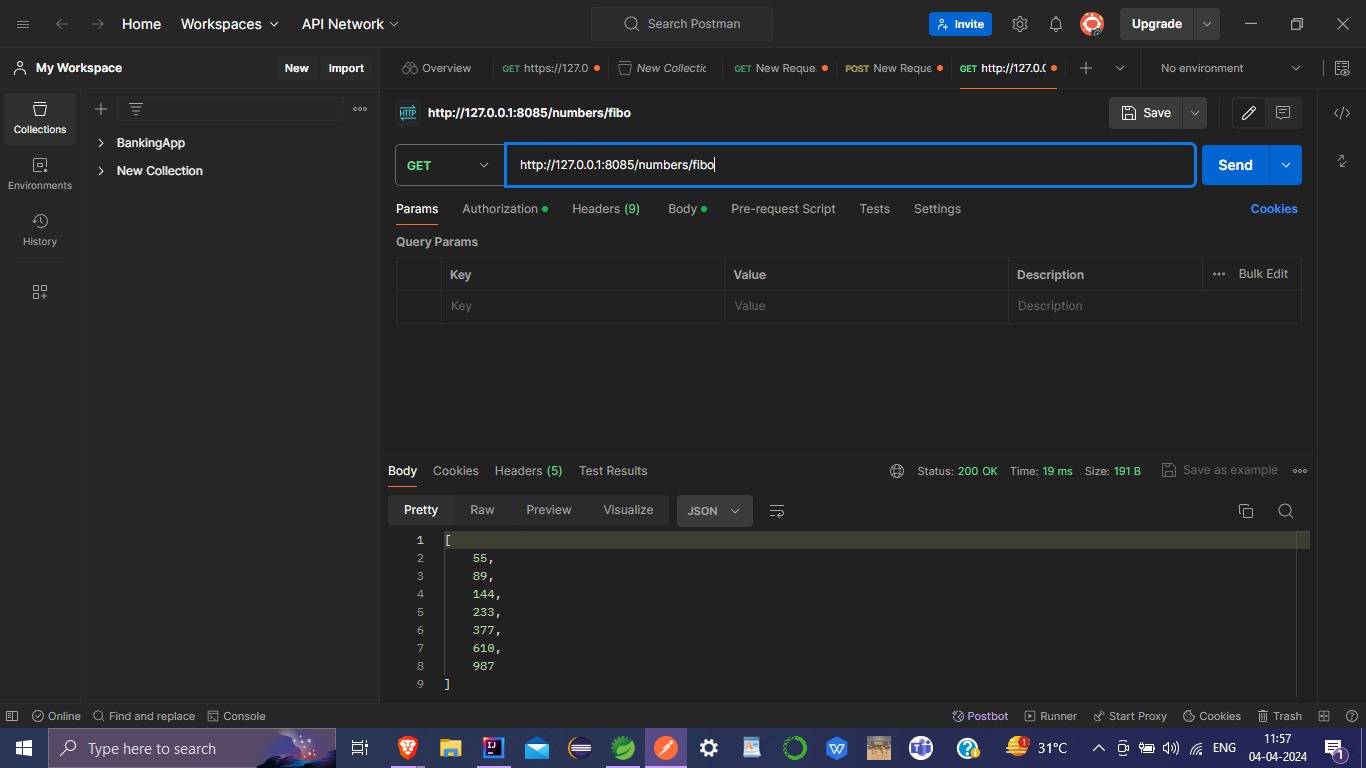 Home Workspaces API Network Search Postman Invite Upgrade
My Workspace New Import Overview GET https://127.0 New Collectic GET New Reque POST New Reque GET http://127.0.0 No environment
Collections
Environments
History
BankingApp
New Collection
HTTP http://127.0.0.1:8085/numbers/fibo Save
GET http://127.0.0.1:8085/numbers/fibo Send
Params Authorization Headers (9) Body Pre-request Script Tests Settings Cookies
Query Params
Key Value Description Bulk Edit
Key Value Description
Body Cookies Headers (5) Test Results Status: 200 OK Time: 19 ms Size: 191 B Save as example
Pretty Raw Preview Visualize JSON
1 [
2 55,
3 89,
4 144,
5 233,
6 377,
7 610,
8 987
9 ]
Online Find and replace Console Postbot Runner Start Proxy Cookies Trash
Type here to search 1 31°C ENG 11:57
04-04-2024 1